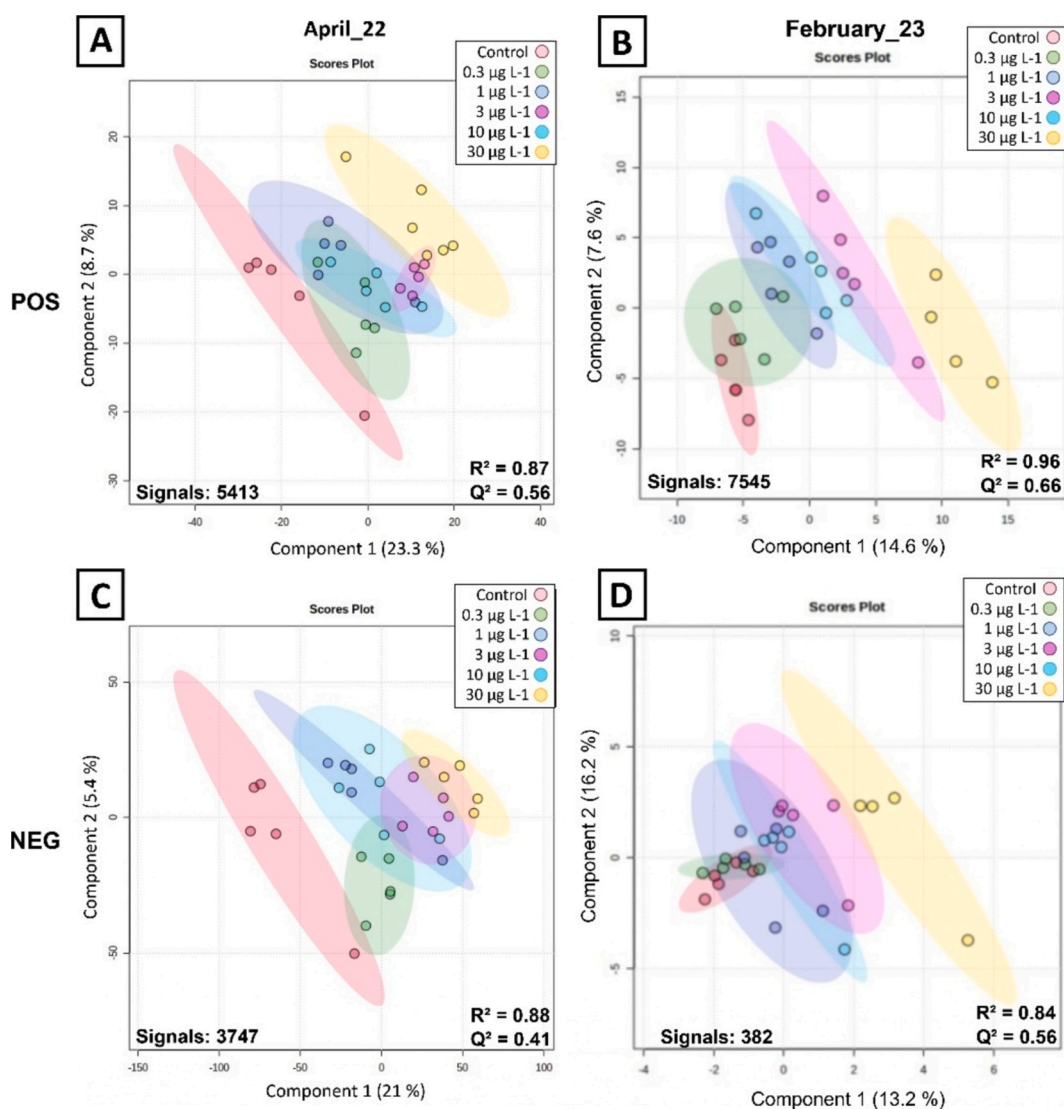 A
April_22
Scores Plot
Control
0.3 µg L-1
1 µg L-1
3 µg L-1
10 µg L-1
30 µg L-1
Component 2 (8.7 %)
20
10
0
-10
-20
-30
-40
-20
0
20
40
Component 1 (23.3 %)
Signals: 5413
R² = 0.87
Q² = 0.56
B
February_23
Scores Plot
Control
0.3 µg L-1
1 µg L-1
3 µg L-1
10 µg L-1
30 µg L-1
Component 2 (7.6 %)
15
10
5
0
-5
-10
-10
-5
0
5
10
15
Component 1 (14.6 %)
Signals: 7545
R² = 0.96
Q² = 0.66
POS
C
Scores Plot
Control
0.3 µg L-1
1 µg L-1
3 µg L-1
10 µg L-1
30 µg L-1
Component 2 (5.4 %)
50
0
-50
-150
-100
-50
0
50
100
Component 1 (21 %)
Signals: 3747
R² = 0.88
Q² = 0.41
D
Scores Plot
Control
0.3 µg L-1
1 µg L-1
3 µg L-1
10 µg L-1
30 µg L-1
Component 2 (16.2 %)
10
5
0
-5
-4
-2
0
2
4
6
Component 1 (13.2 %)
Signals: 382
R² = 0.84
Q² = 0.56
NEG